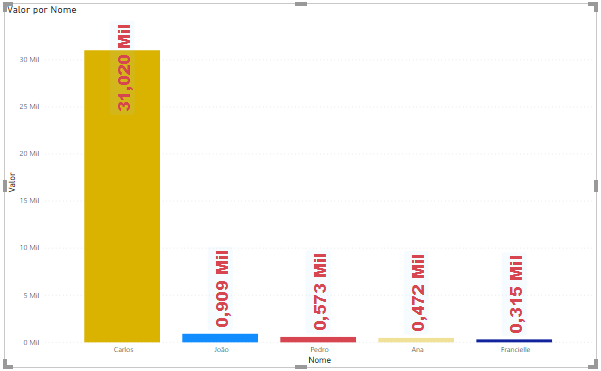 Valor por Nome
30 Mil
25 Mil
20 Mil
15 Mil
10 Mil
5 Mil
0 Mil
Valor
31,020 Mil
0,909 Mil
0,573 Mil
0,472 Mil
0,315 Mil
Carlos
João
Pedro
Ana
Francielle
Nome